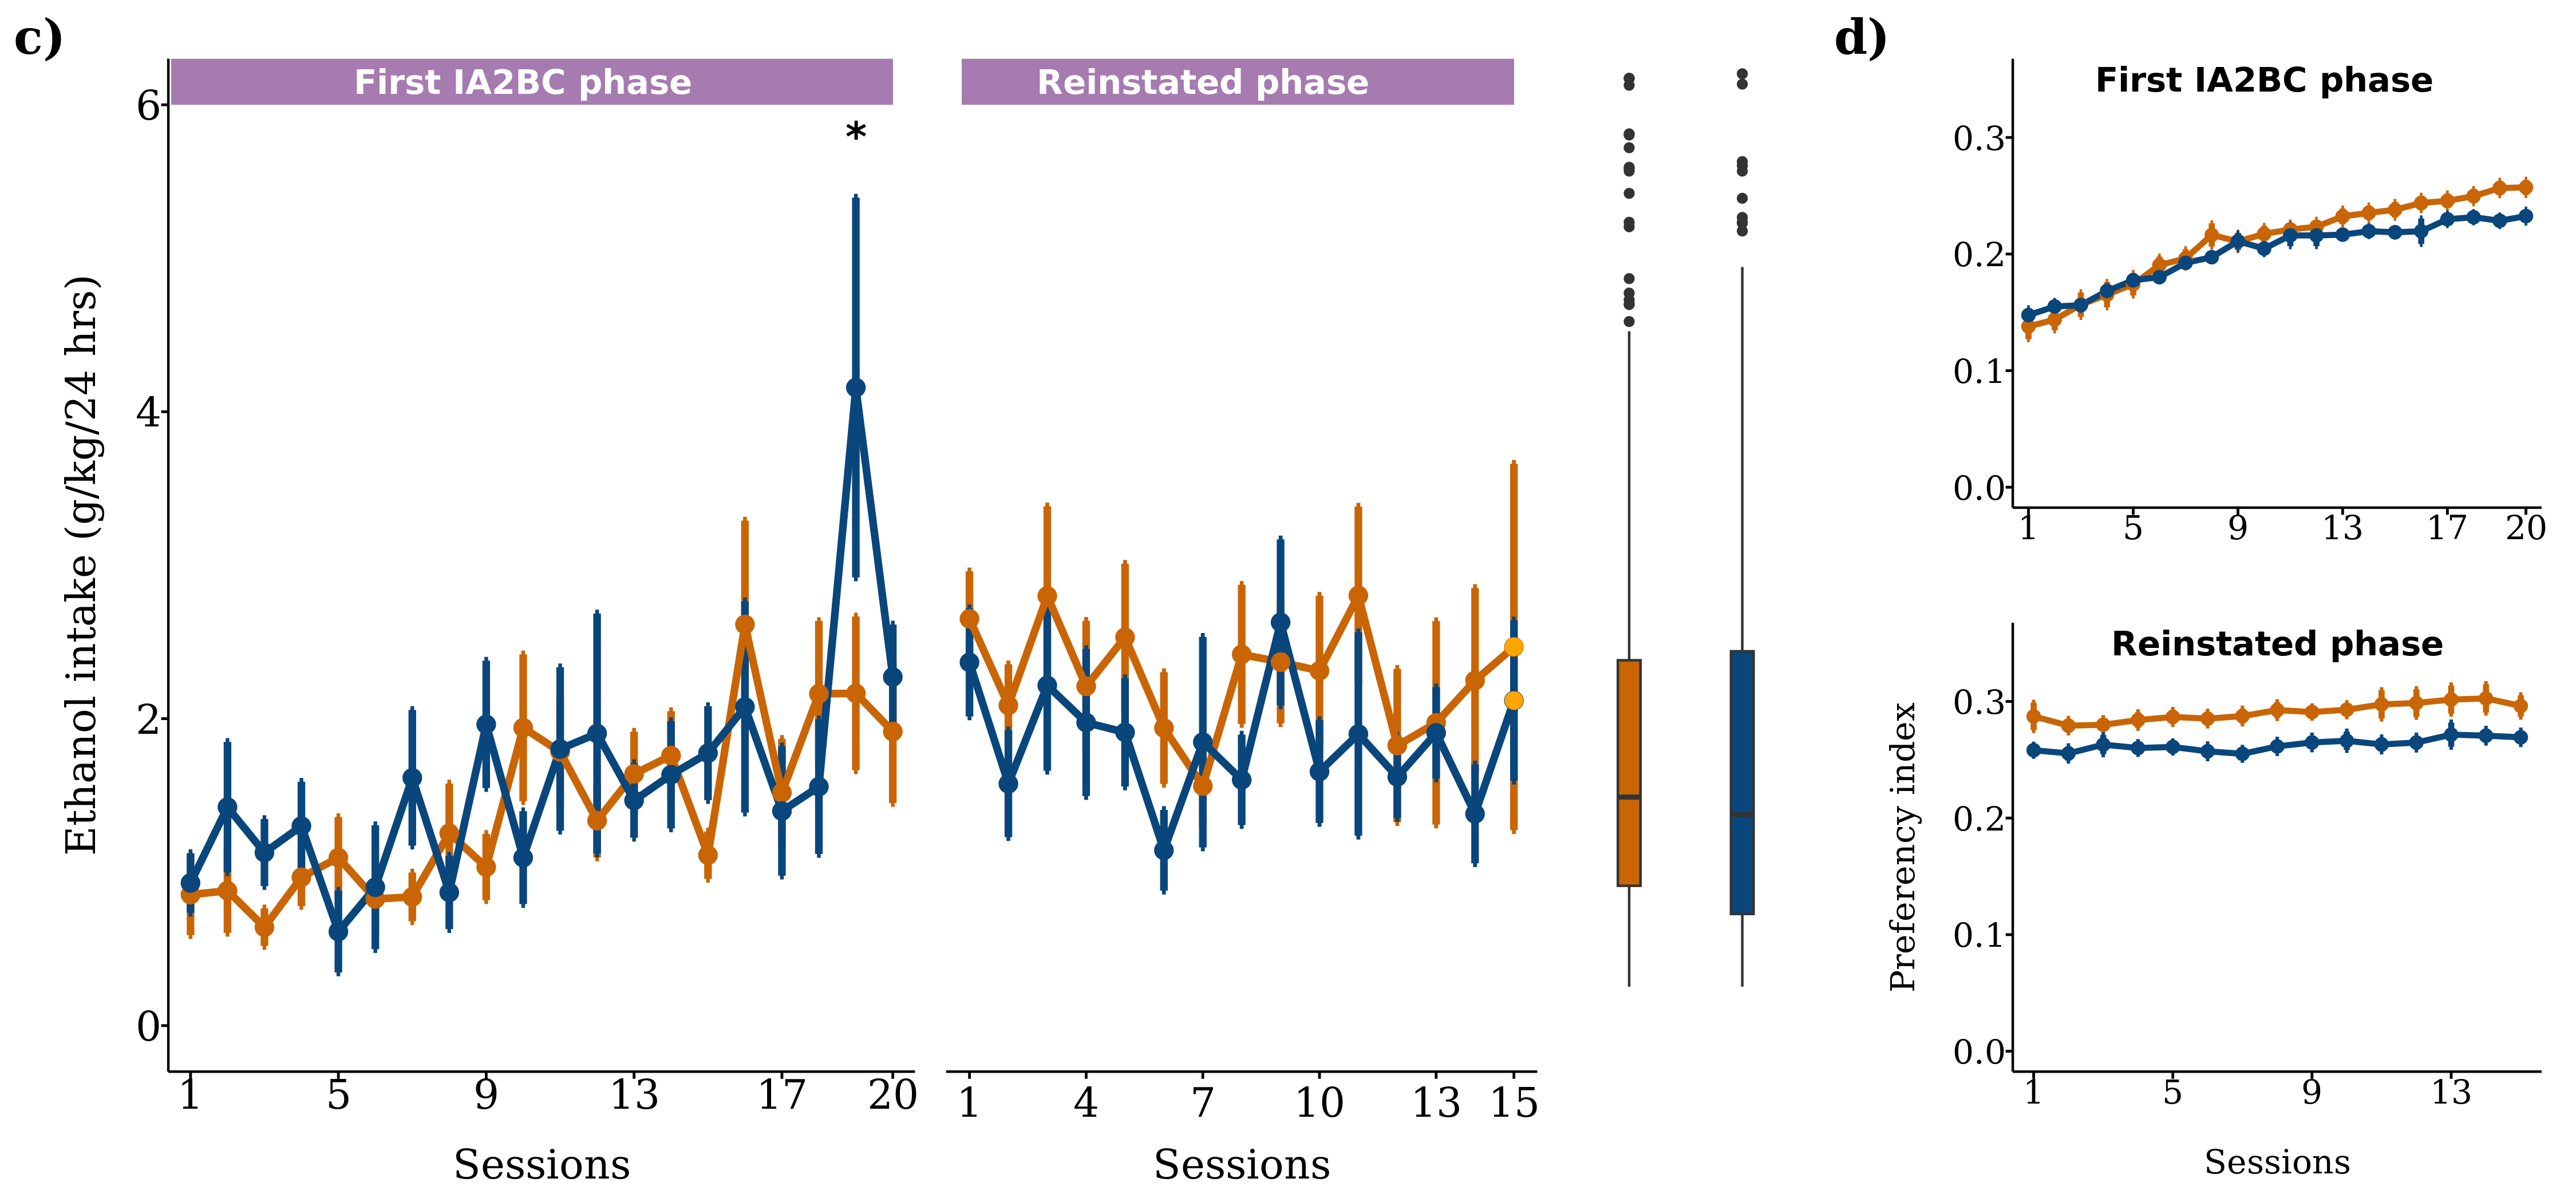 c)
First IA2BC phase
Reinstated phase
*
Ethanol intake (g/kg/24 hrs)
6
4
2
0
1 5 9 13 17 20
1 4 7 10 13 15
Sessions
Sessions
d)
First IA2BC phase
0.3
0.2
0.1
0.0
1 5 9 13 17 20
Reinstated phase
Preferency index
0.3
0.2
0.1
0.0
1 5 9 13
Sessions